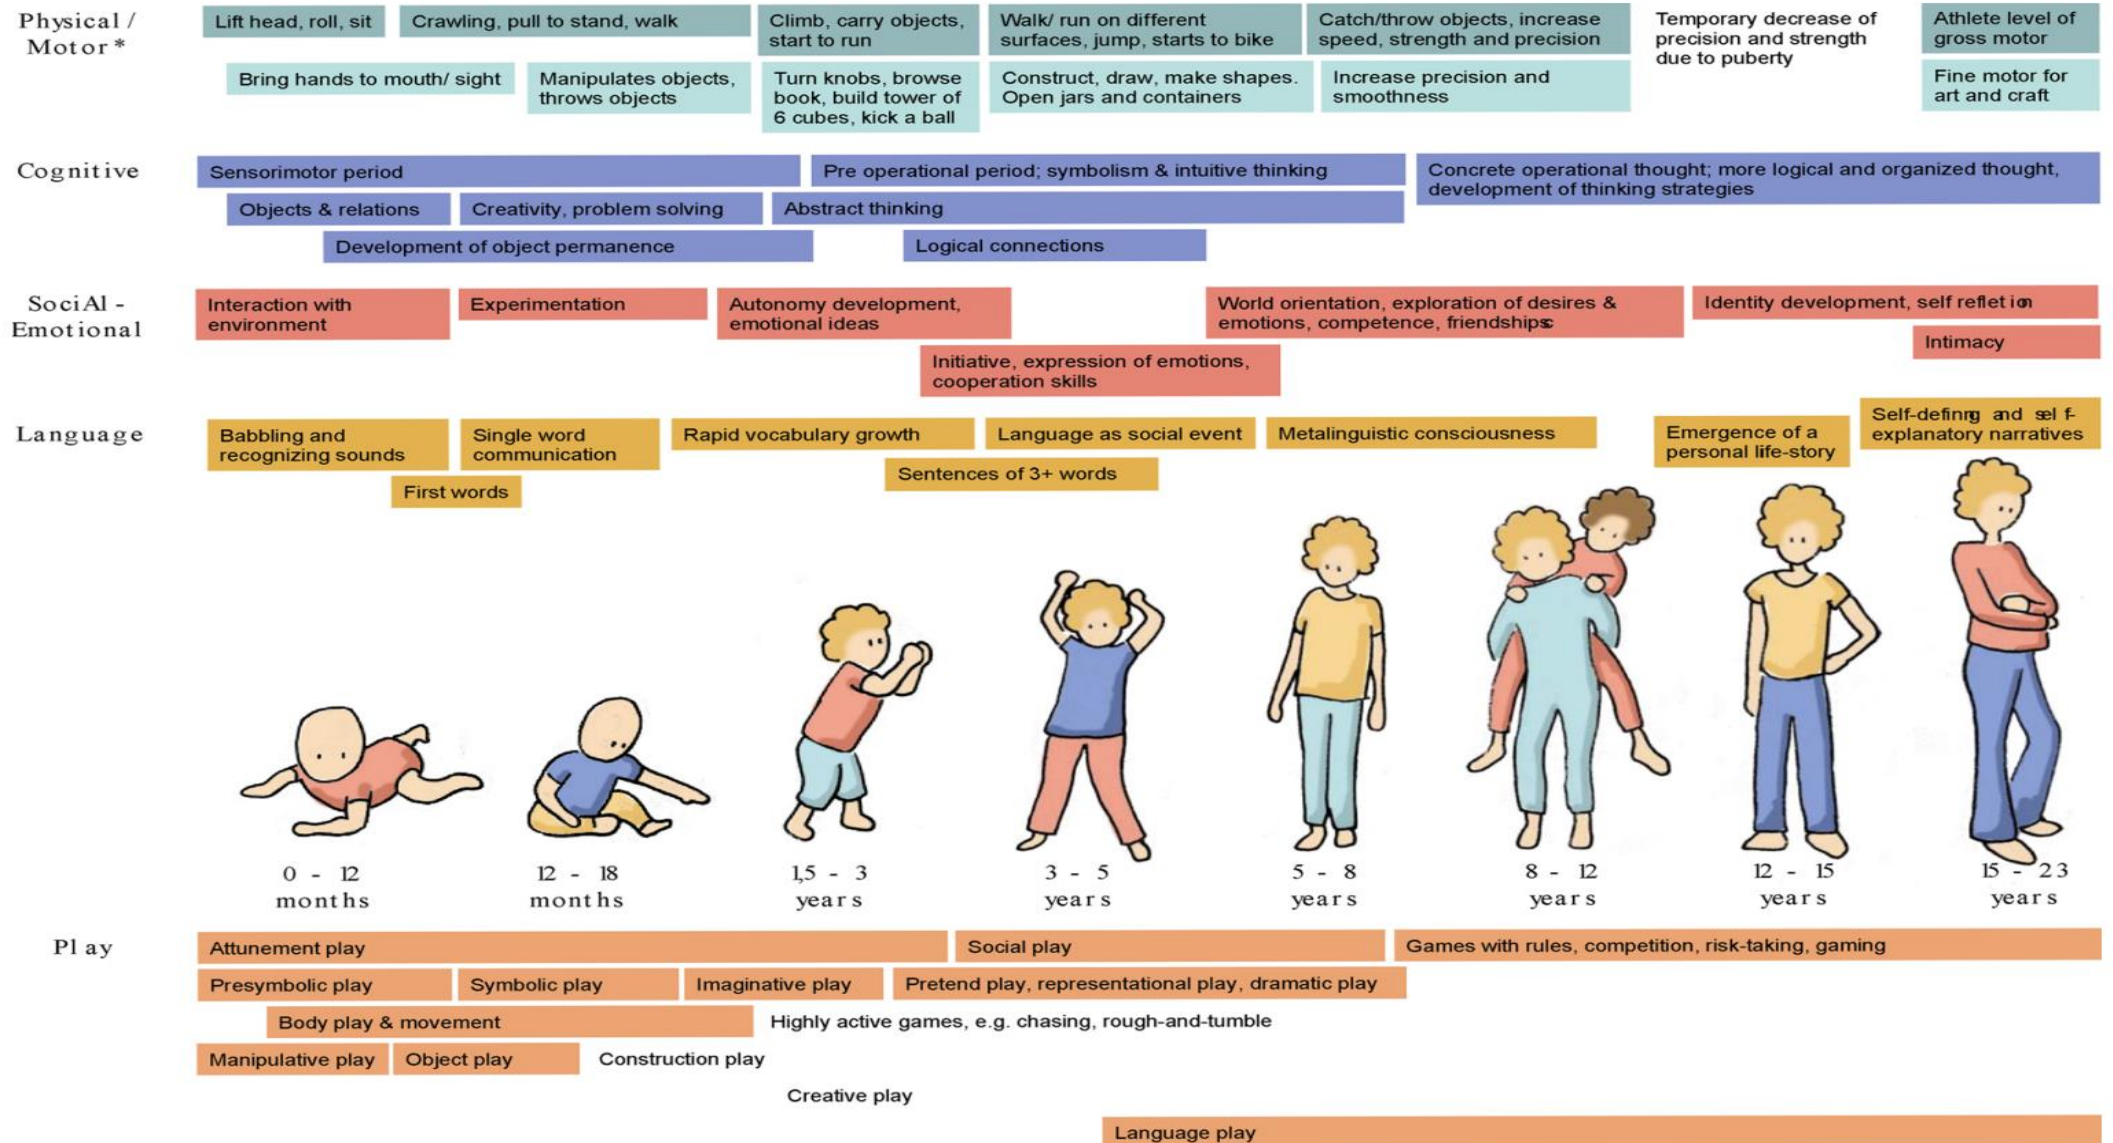 Physical /
Motor *
Lift head, roll, sit
Crawling, pull to stand, walk
Climb, carry objects,
start to run
Walk/ run on different
surfaces, jump, starts to bike
Catch/throw objects, increase
speed, strength and precision
Temporary decrease of
precision and strength
due to puberty
Athlete level of
gross motor
Bring hands to mouth/ sight
Manipulates objects,
throws objects
Turn knobs, browse
book, build tower of
6 cubes, kick a ball
Construct, draw, make shapes.
Open jars and containers
Increase precision and
smoothness
Fine motor for
art and craft
Cognitive
Sensorimotor period
Pre operational period; symbolism & intuitive thinking
Concrete operational thought; more logical and organized thought,
development of thinking strategies
Objects & relations
Creativity, problem solving
Abstract thinking
Development of object permanence
Logical connections
SociAl -
Emotional
Interaction with
environment
Experimentation
Autonomy development,
emotional ideas
World orientation, exploration of desires &
emotions, competence, friendships
Identity development, self refletion
Initiative, expression of emotions,
cooperation skills
Intimacy
Language
Babbling and
recognizing sounds
Single word
communication
Rapid vocabulary growth
Language as social event
Metalinguistic consciousness
Emergence of a
personal life-story
Self-defining and self-
explanatory narratives
First words
Sentences of 3+ words
0 - 12
months
12 - 18
months
1,5 - 3
years
3 - 5
years
5 - 8
years
8 - 12
years
12 - 15
years
15 - 23
years
Play
Attunement play
Social play
Games with rules, competition, risk-taking, gaming
Presymbolic play
Symbolic play
Imaginative play
Pretend play, representational play, dramatic play
Body play & movement
Highly active games, e.g. chasing, rough-and-tumble
Manipulative play
Object play
Construction play
Creative play
Language play